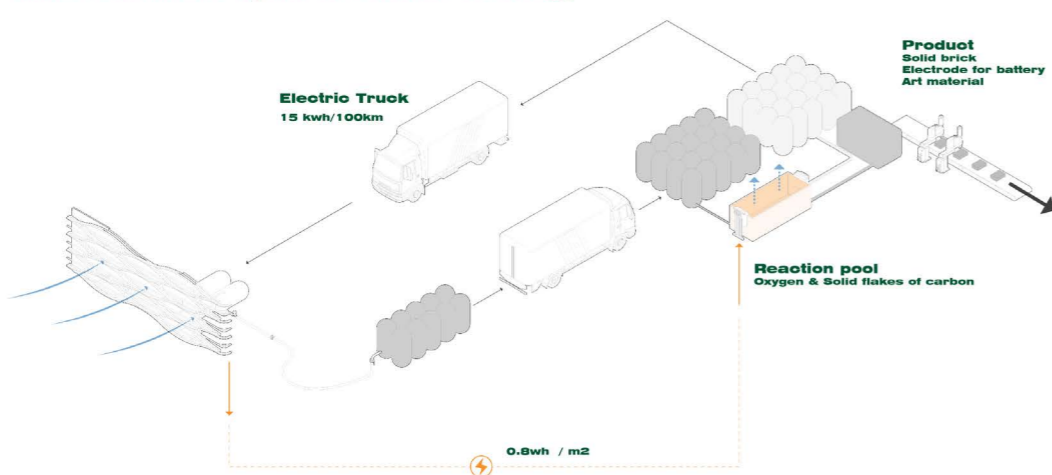 Product
Solid brick
Electrode for battery
Art material
Electric Truck
15 kwh/100km
Reaction pool
Oxygen & Solid flakes of carbon
0.8wh / m2